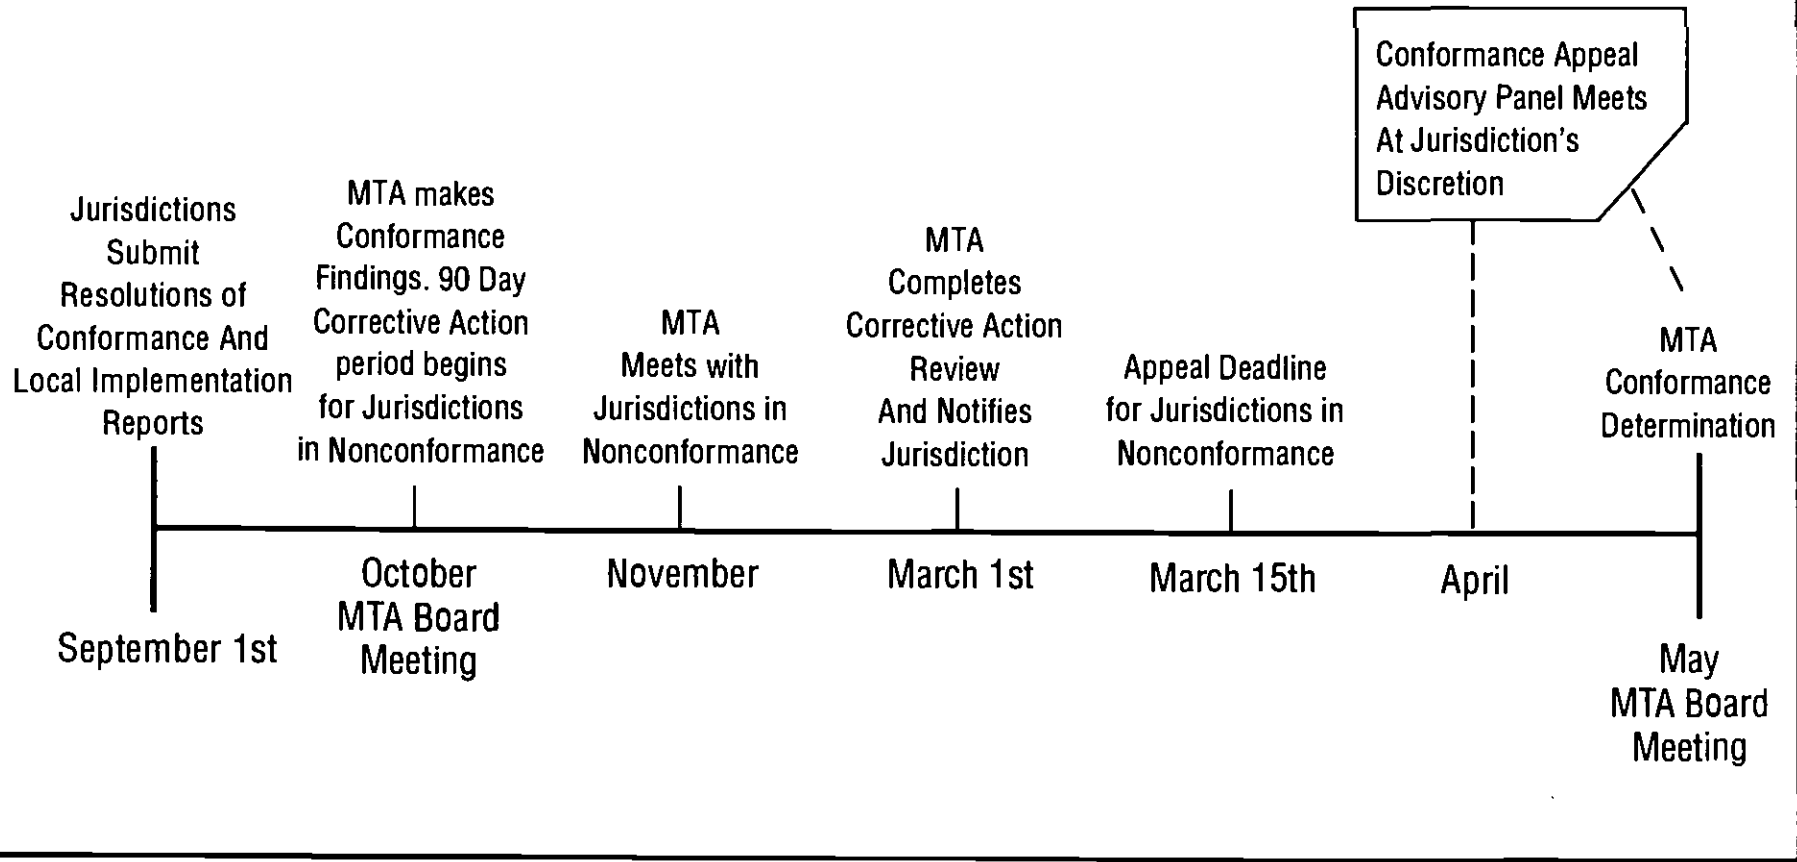 Conformance Appeal
Advisory Panel Meets
At Jurisdiction's
Discretion
Jurisdictions
Submit
Resolutions of
Conformance And
Local Implementation
Reports
MTA makes
Conformance
Findings. 90 Day
Corrective Action
period begins
for Jurisdictions
in Nonconformance
MTA
Meets with
Jurisdictions in
Nonconformance
MTA
Completes
Corrective Action
Review
And Notifies
Jurisdiction
Appeal Deadline
for Jurisdictions in
Nonconformance
MTA
Conformance
Determination
September 1st
October
MTA Board
Meeting
November
March 1st
March 15th
April
May
MTA Board
Meeting